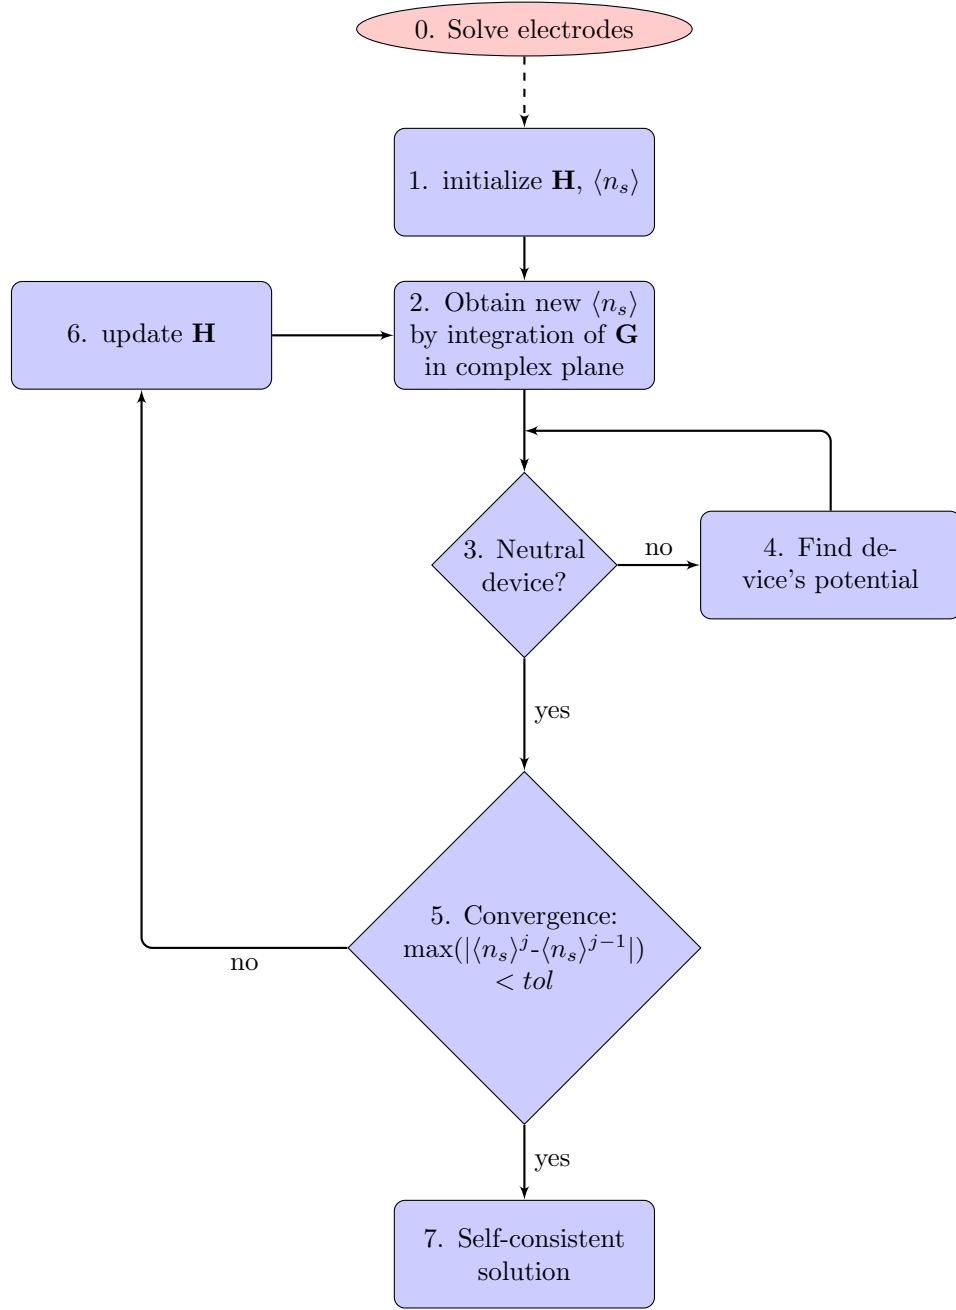 0. Solve electrodes
1. initialize H, ⟨n_s⟩
2. Obtain new ⟨n_s⟩
by integration of G
in complex plane
6. update H
3. Neutral
device?
no
4. Find de-
vice's potential
yes
5. Convergence:
max(|⟨n_s⟩^j-⟨n_s⟩^{j−1}|)
< tol
no
yes
7. Self-consistent
solution